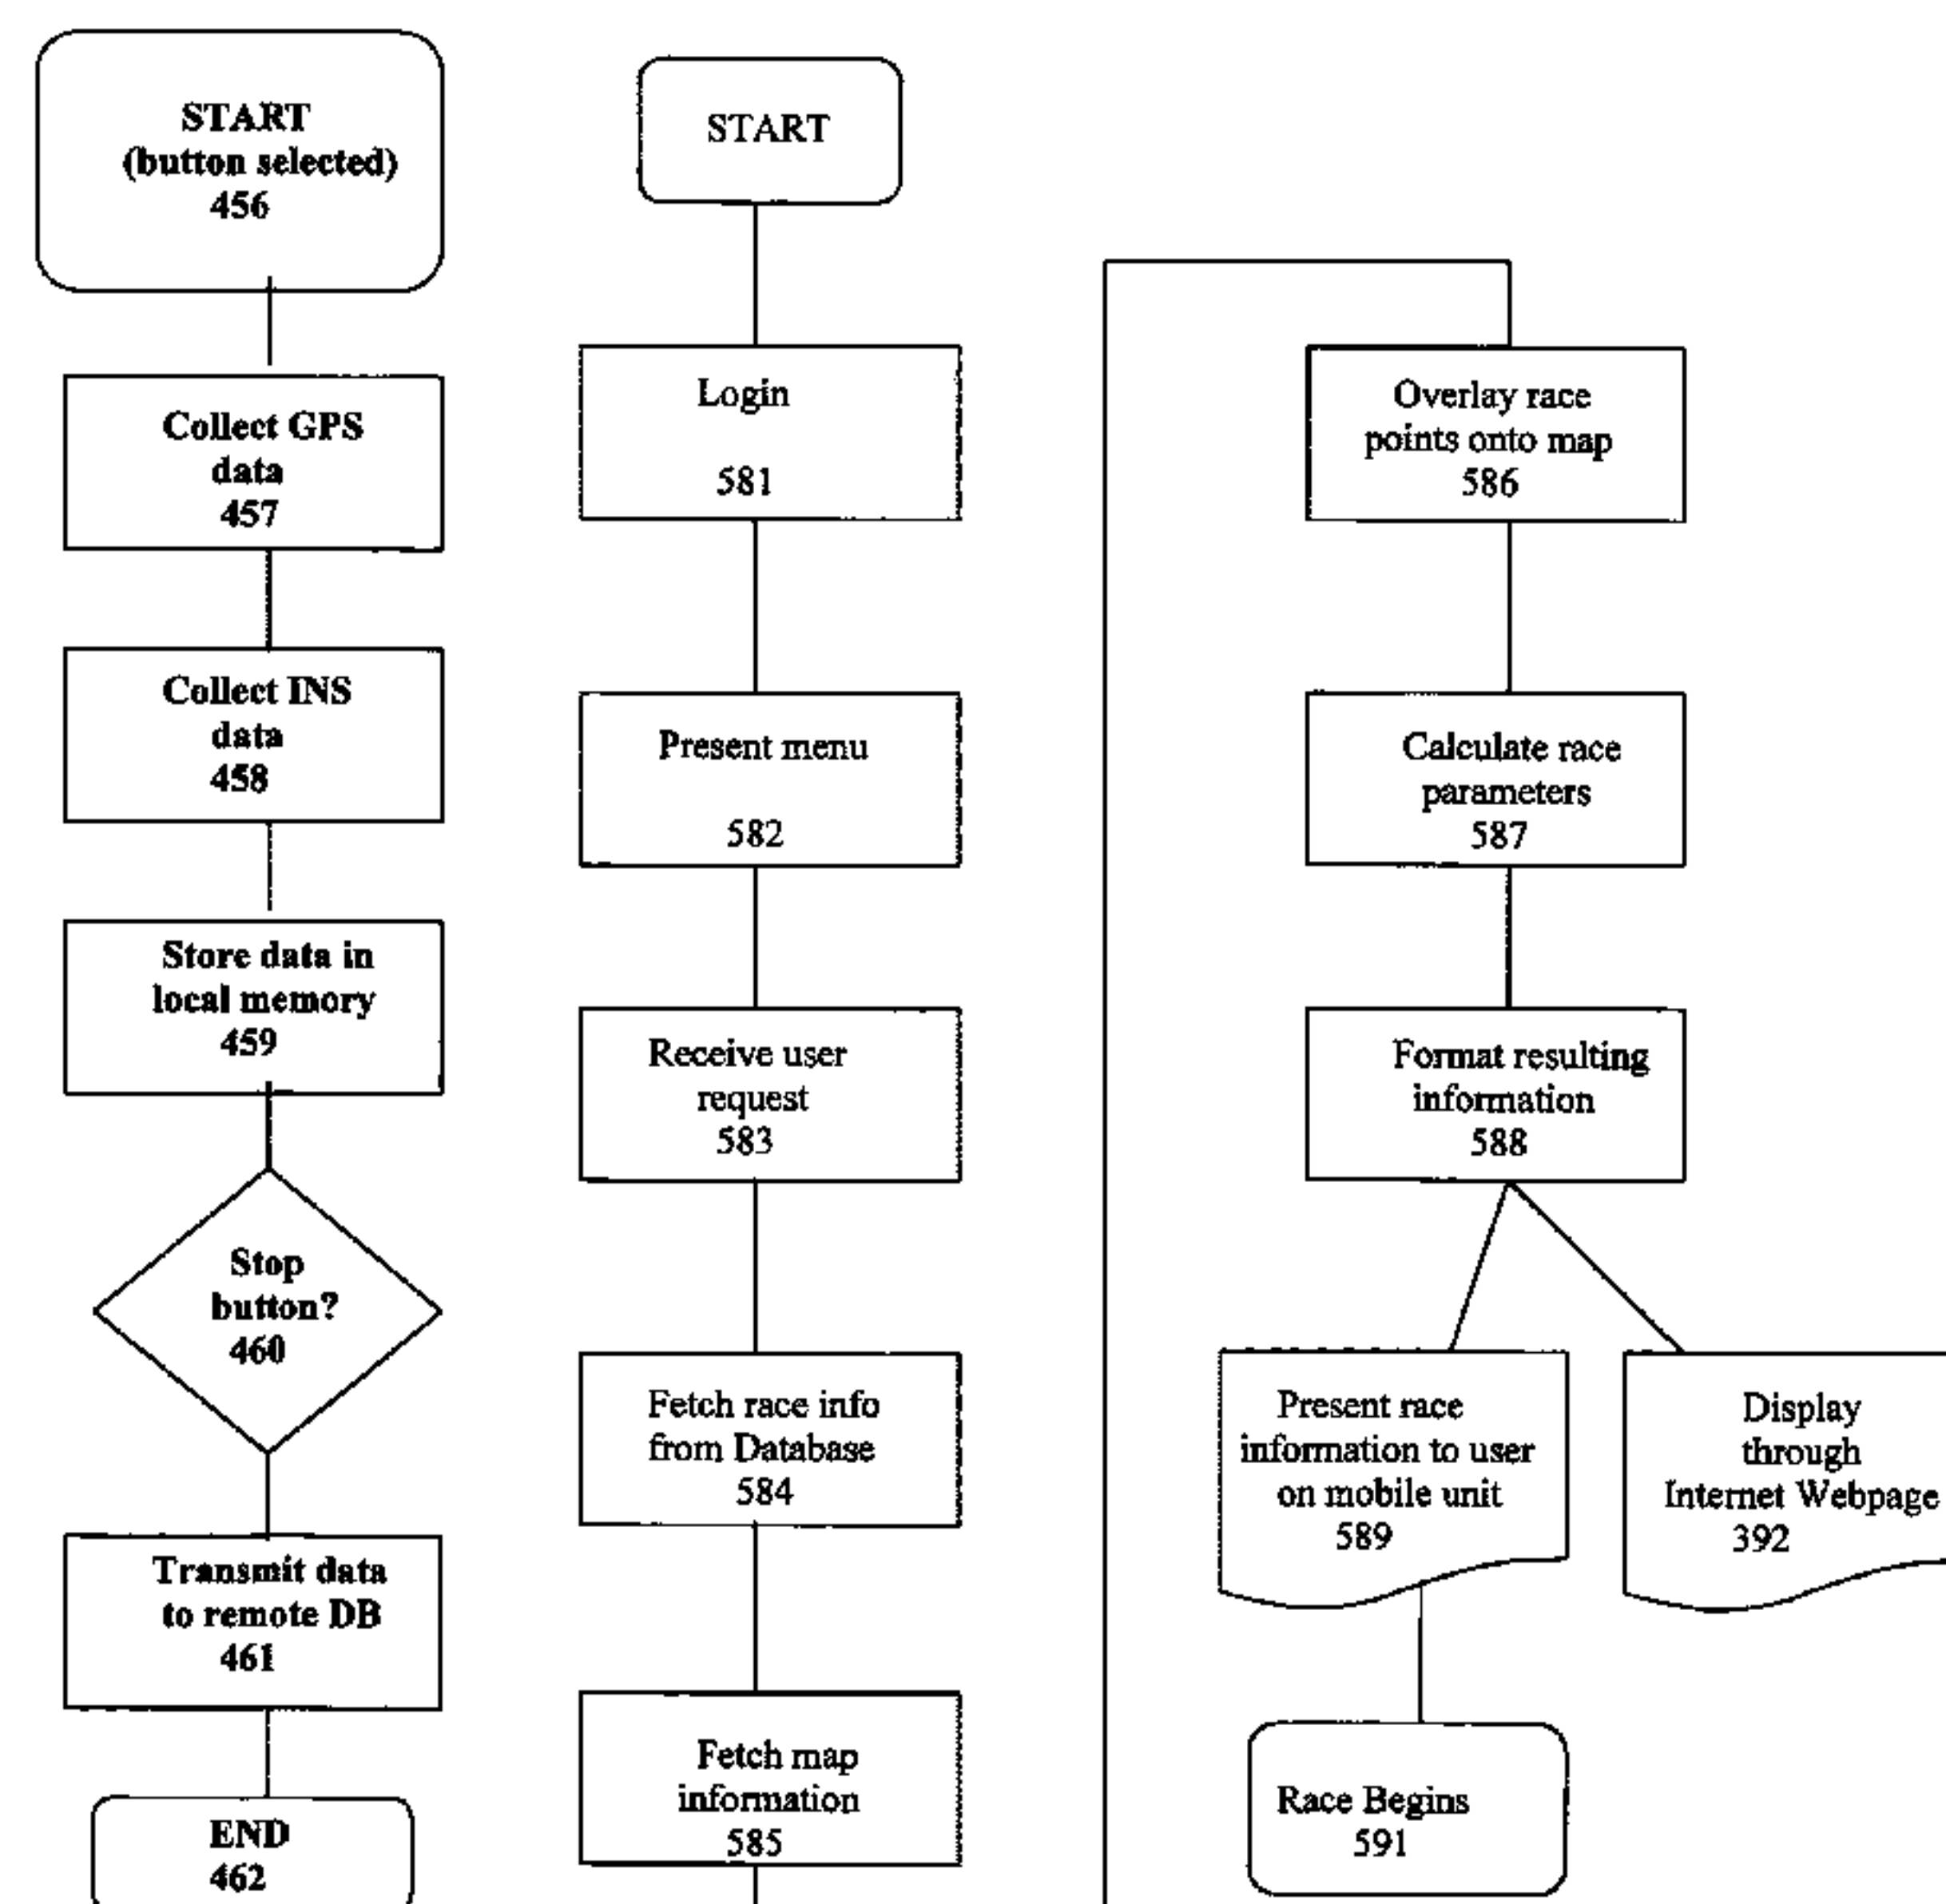 START
(button selected)
456
Collect GPS
data
457
Collect INS
data
458
Store data in
local memory
459
Stop
button?
460
Transmit data
to remote DB
461
END
462
START
Login
581
Present menu
582
Receive user
request
583
Fetch race info
from Database
584
Fetch map
information
585
Overlay race
points onto map
586
Calculate race
parameters
587
Format resulting
information
588
Present race
information to user
on mobile unit
589
Display
through
Internet Webpage
392
Race Begins
591